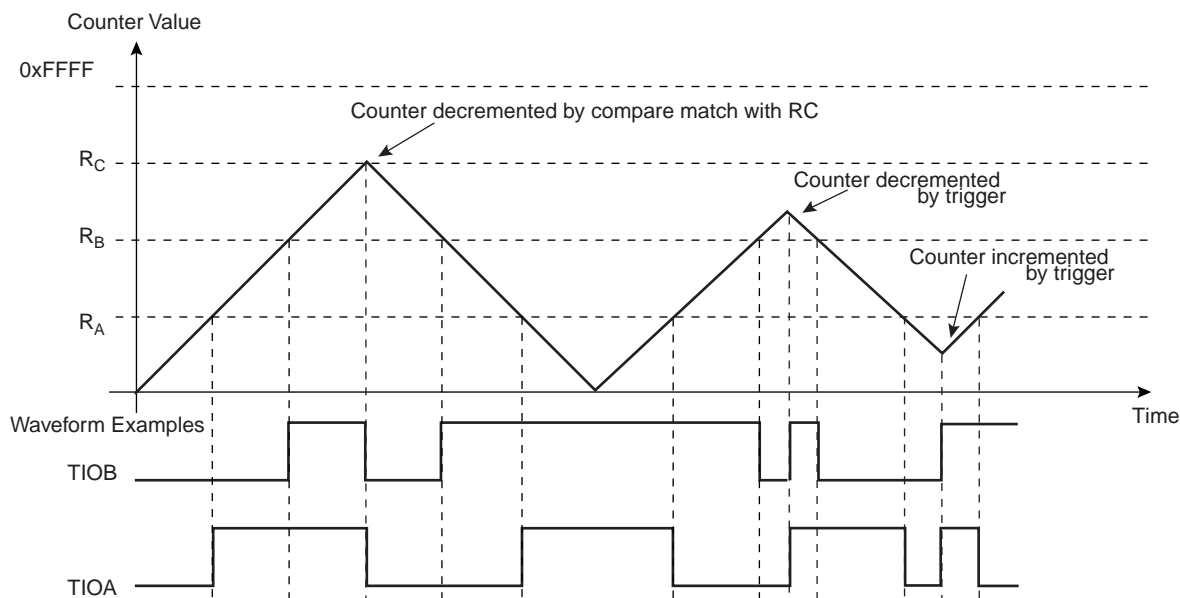 Counter Value
0xFFFF
Counter decremented by compare match with RC
RC
Counter decremented
by trigger
RB
Counter incremented
by trigger
RA
Time
Waveform Examples
TIOB
TIOA